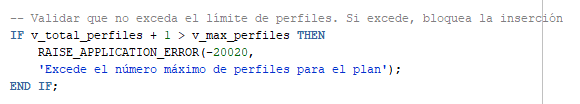 -- Validar que no exceda el límite de perfiles. Si excede, bloquea la inserción
IF v_total_perfiles + 1 > v_max_perfiles THEN
RAISE_APPLICATION_ERROR(-20020,
'Excede el número máximo de perfiles para el plan');
END IF;